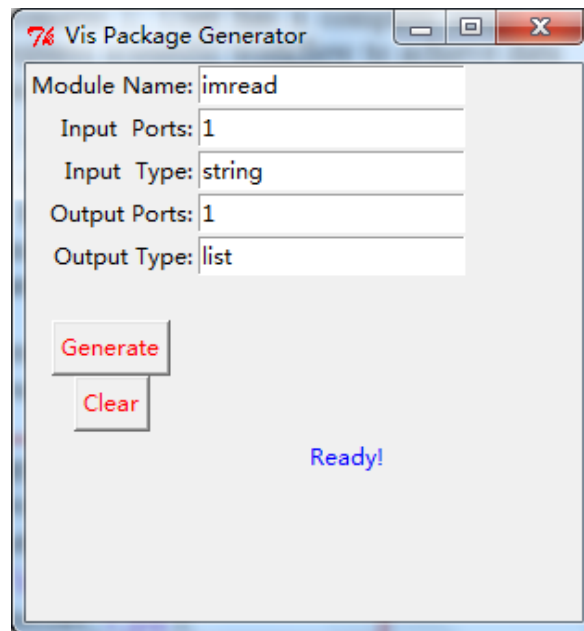 Vis Package Generator
Module Name: imread
Input Ports: 1
Input Type: string
Output Ports: 1
Output Type: list
Generate
Clear
Ready!